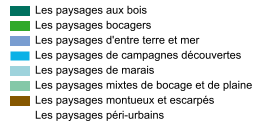 Les paysages aux bois
Les paysages bocagers
Les paysages d'entre terre et mer
Les paysages de campagnes découvertes
Les paysages de marais
Les paysages mixtes de bocage et de plaine
Les paysages montueux et escarpés
Les paysages péri-urbains